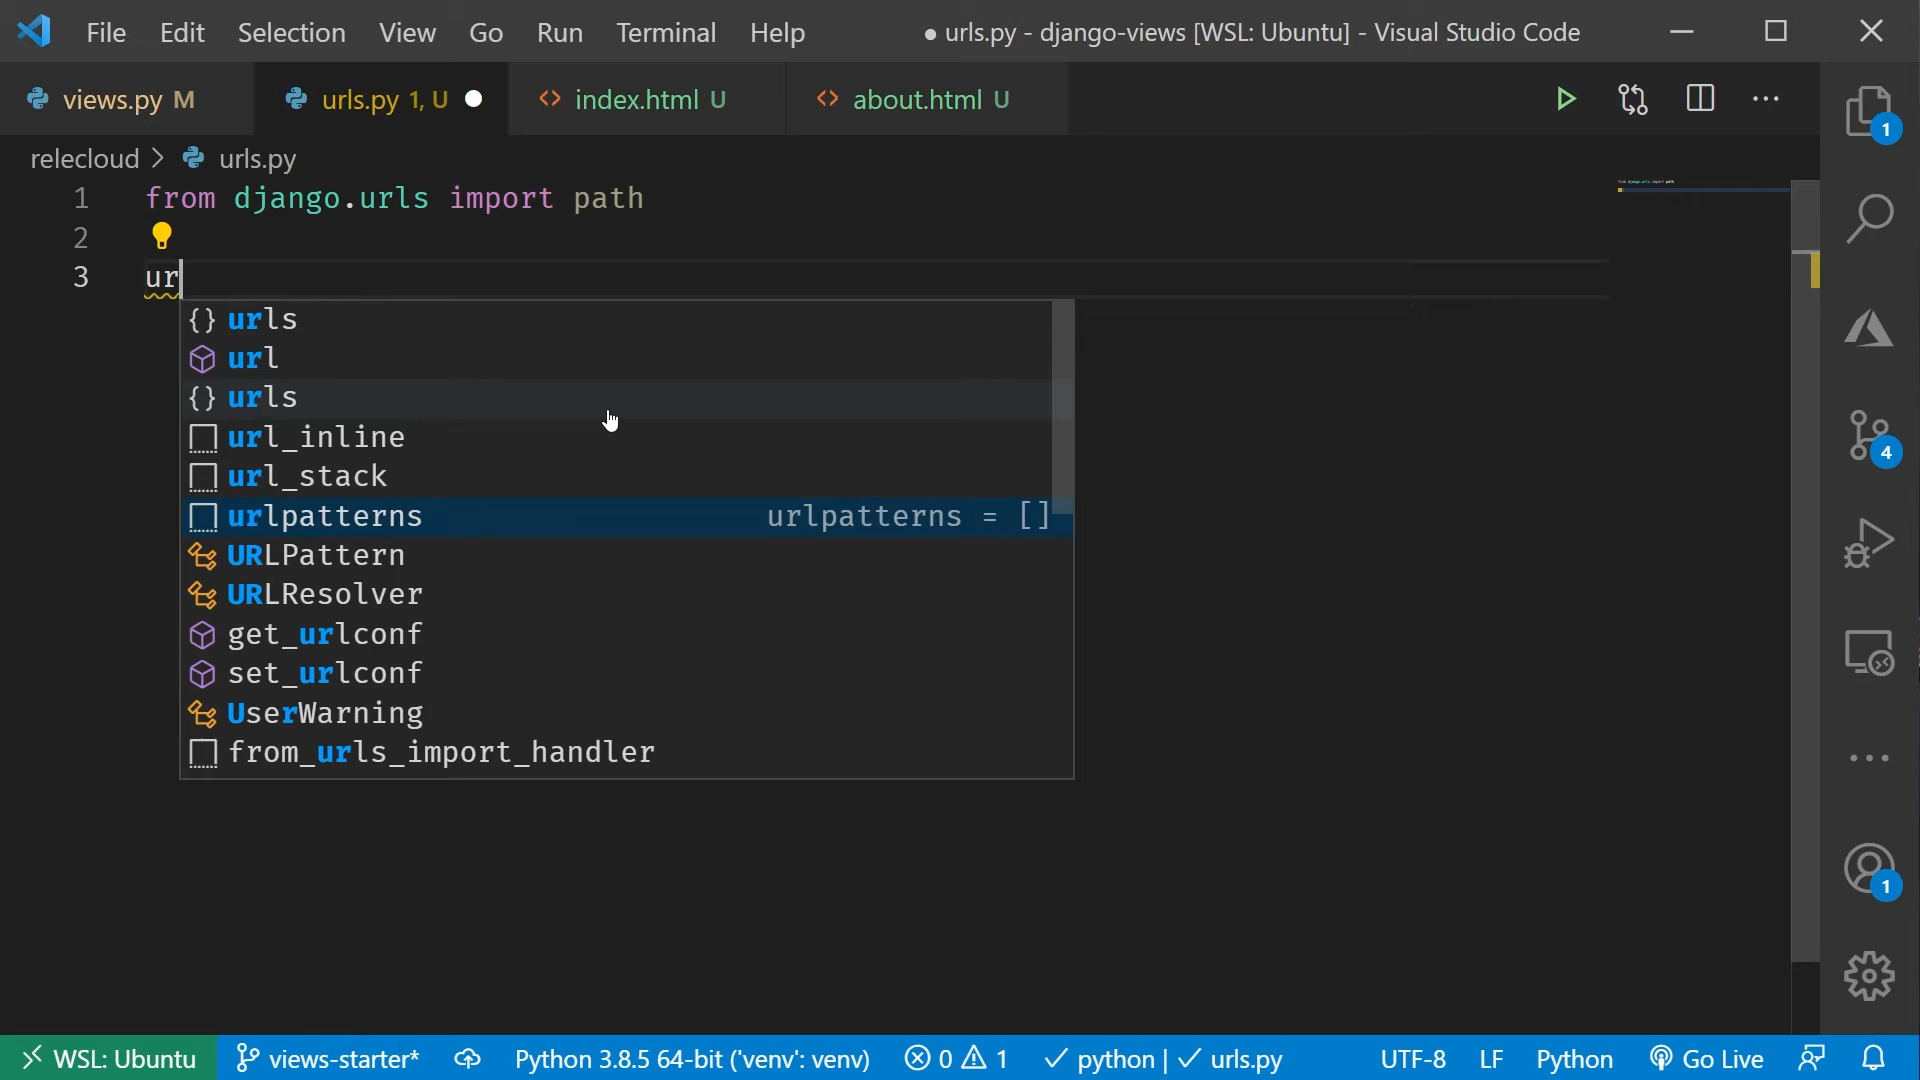 File Edit Selection View Go Run Terminal Help ● urls.py - django-views [WSL: Ubuntu] - Visual Studio Code
views.py M urls.py 1, U index.html U about.html U
relecloud > urls.py
1 from django.urls import path
2
3 ur
{} urls
url
{} urls
url_inline
url_stack
urlpatterns urlpatterns = []
URLPattern
URLResolver
get_urlconf
set_urlconf
UserWarning
from_urls_import_handler
1
4
1
WSL: Ubuntu views-starter* Python 3.8.5 64-bit ('venv': venv) 0 1 ✓ python | ✓ urls.py UTF-8 LF Python Go Live